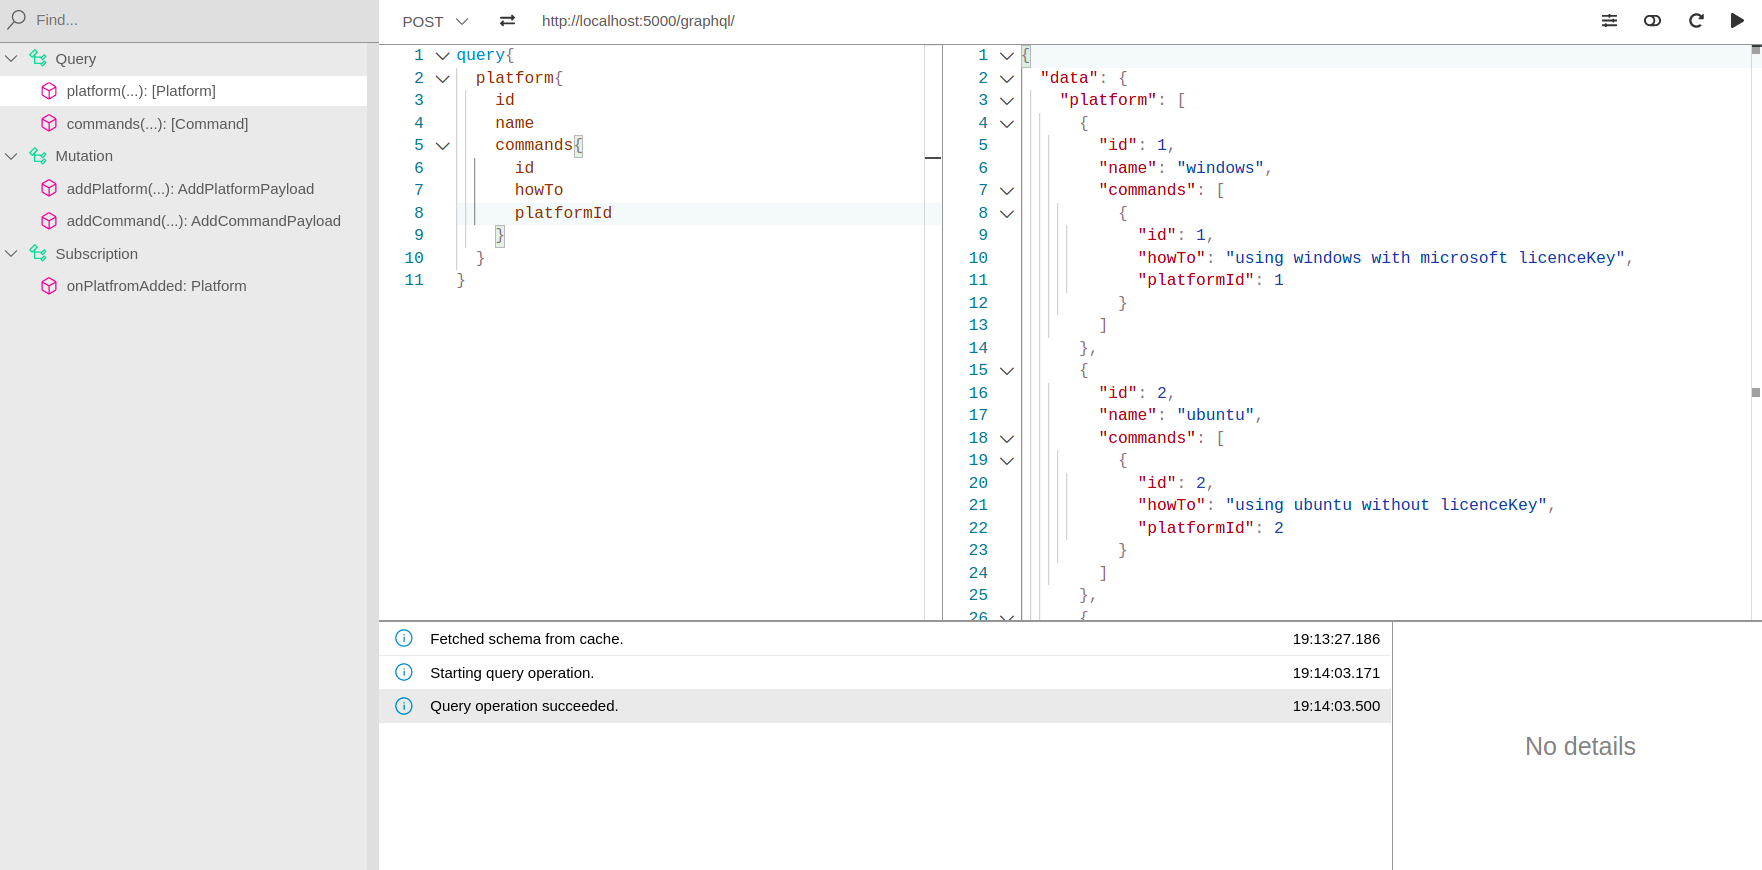 Find...
Query
platform(...): [Platform]
commands(...): [Command]
Mutation
addPlatform(...): AddPlatformPayload
addCommand(...): AddCommandPayload
Subscription
onPlatfromAdded: Platform
POST http://localhost:5000/graphql/
1 query{
2 platform{
3 id
4 name
5 commands{
6 id
7 howTo
8 platformId
9 }
10 }
11 }
1 {
2 "data": {
3 "platform": [
4 {
5 "id": 1,
6 "name": "windows",
7 "commands": [
8 {
9 "id": 1,
10 "howTo": "using windows with microsoft licenceKey",
11 "platformId": 1
12 }
13 ]
14 },
15 {
16 "id": 2,
17 "name": "ubuntu",
18 "commands": [
19 {
20 "id": 2,
21 "howTo": "using ubuntu without licenceKey",
22 "platformId": 2
23 }
24 ]
25 },
26 {
Fetched schema from cache. 19:13:27.186
Starting query operation. 19:14:03.171
Query operation succeeded. 19:14:03.500
No details